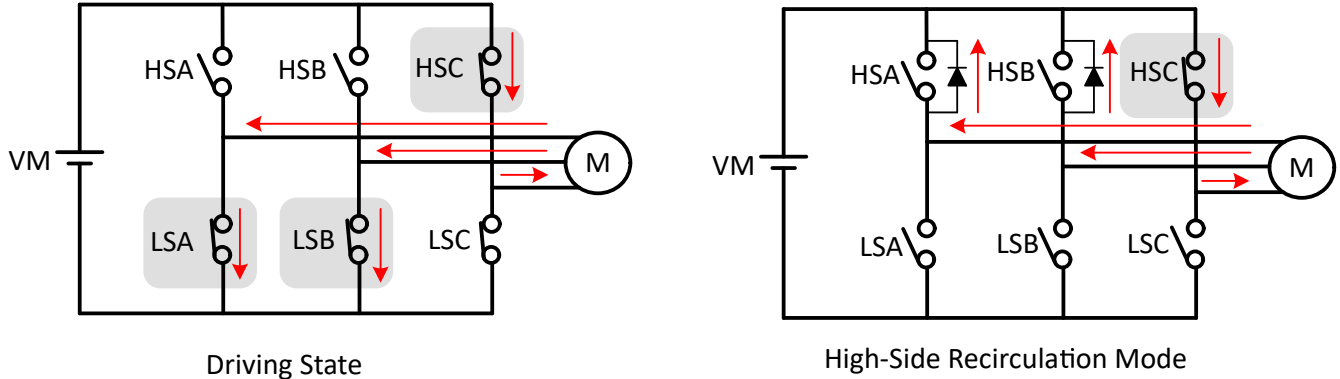 HSA
HSB
HSC
VM
M
LSA
LSB
LSC
Driving State
HSA
HSB
HSC
VM
M
LSA
LSB
LSC
High-Side Recirculation Mode